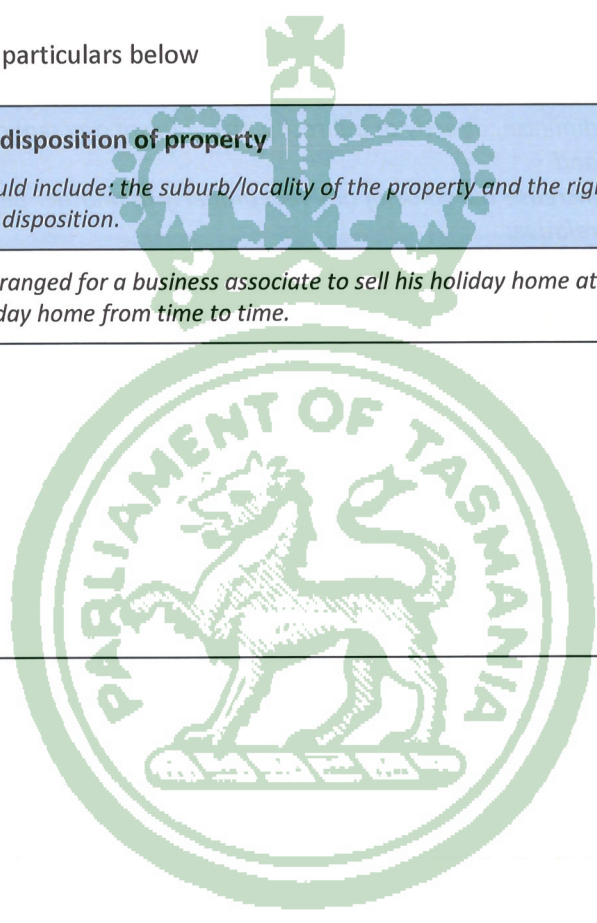 particulars below
disposition of property
uld include: the suburb/locality of the property and the rig
disposition.
ranged for a business associate to sell his holiday home at
day home from time to time.
PARLIAMENT OF TASMANIA